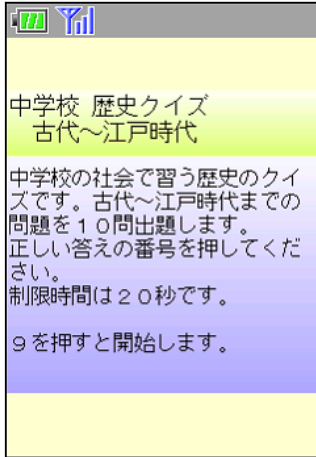 中学校 歴史クイズ
古代～江戸時代
中学校の社会で習う歴史のクイ
ズです。古代～江戸時代までの
問題を１０問出題します。
正しい答えの番号を押してくだ
さい。
制限時間は２０秒です。
９を押すと開始します。